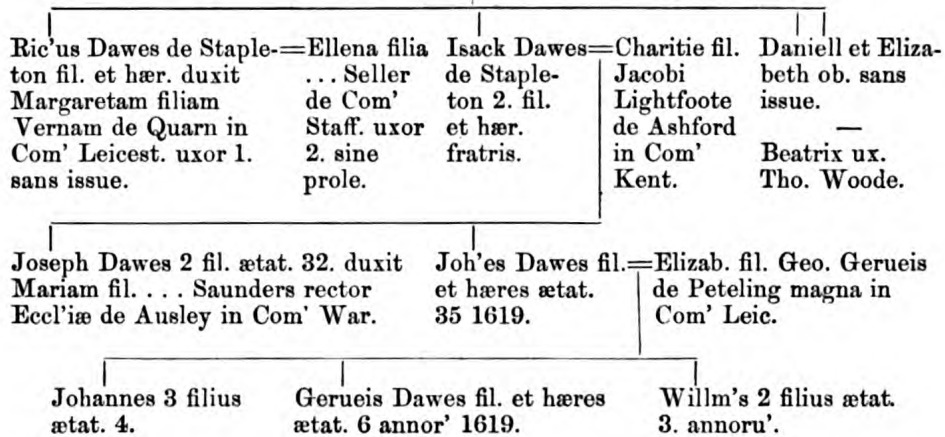 Ric'us Dawes de Staple-=Ellena filia
ton fil. et hær. duxit
Margaretam filiam
Vernam de Quarn in
Com' Leicest. uxor 1.
sans issue.
. . . Seller
de Com'
Staff. uxor
2. sine
prole.
Isack Dawes=Charitie fil.
de Staple-
ton 2. fil.
et hær.
fratris.
Jacobi
Lightfoote
de Ashford
in Com'
Kent.
Daniell et Eliza-
beth ob. sans
issue.
—
Beatrix ux.
Tho. Woode.
Joseph Dawes 2 fil. ætat. 32. duxit
Mariam fil. . . . Saunders rector
Eccl'iæ de Ausley in Com' War.
Joh'es Dawes fil.=Elizab. fil. Geo. Gerueis
et hæres ætat.
35 1619.
de Peteling magna in
Com' Leic.
Johannes 3 filius
ætat. 4.
Gerueis Dawes fil. et hæres
ætat. 6 annor' 1619.
Willm's 2 filius ætat.
3. annoru'.